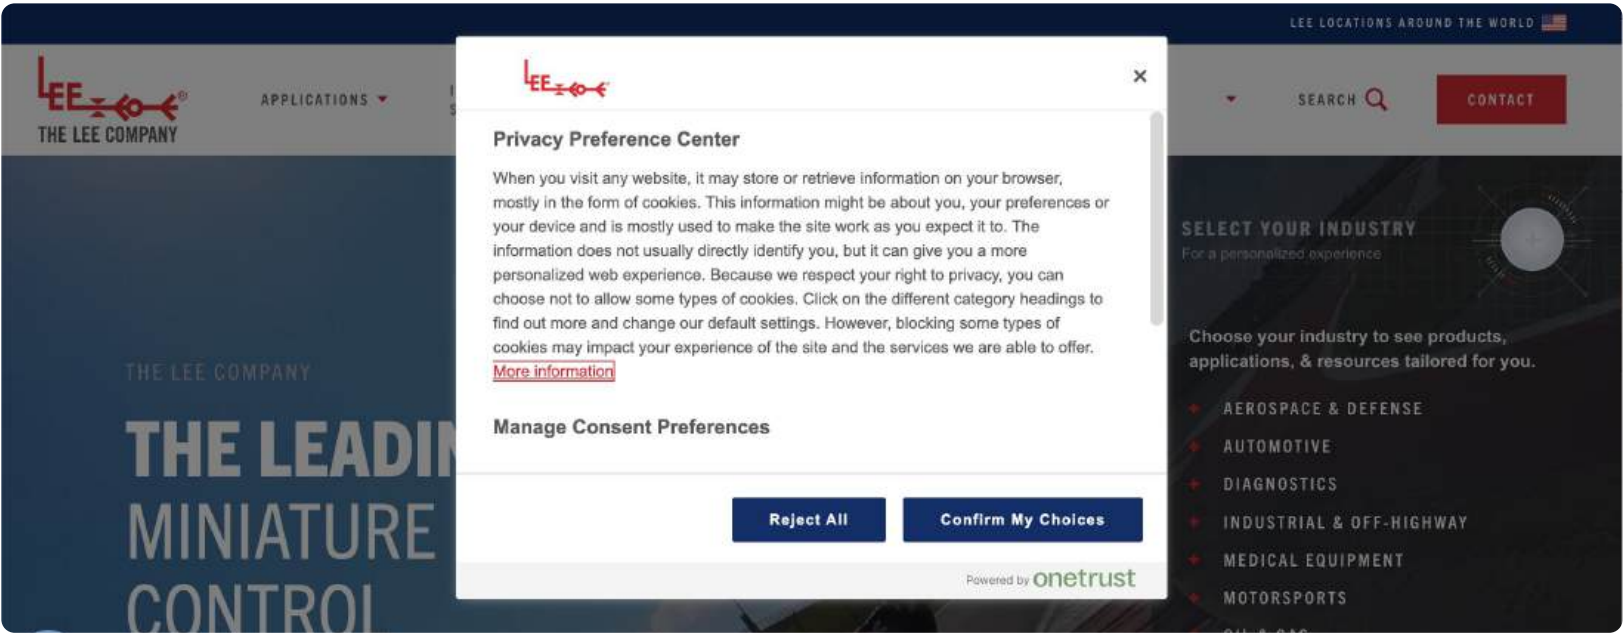 LEE LOCATIONS AROUND THE WORLD
LEE®
THE LEE COMPANY
APPLICATIONS
SEARCH
CONTACT
LEE
×
Privacy Preference Center
When you visit any website, it may store or retrieve information on your browser,
mostly in the form of cookies. This information might be about you, your preferences or
your device and is mostly used to make the site work as you expect it to. The
information does not usually directly identify you, but it can give you a more
personalized web experience. Because we respect your right to privacy, you can
choose not to allow some types of cookies. Click on the different category headings to
find out more and change our default settings. However, blocking some types of
cookies may impact your experience of the site and the services we are able to offer.
More information
Manage Consent Preferences
Reject All
Confirm My Choices
Powered by onetrust
THE LEE COMPANY
THE LEADIN
MINIATURE
CONTROL
SELECT YOUR INDUSTRY
For a personalized experience
Choose your industry to see products,
applications, & resources tailored for you.
AEROSPACE & DEFENSE
AUTOMOTIVE
DIAGNOSTICS
INDUSTRIAL & OFF-HIGHWAY
MEDICAL EQUIPMENT
MOTORSPORTS
OIL & GAS